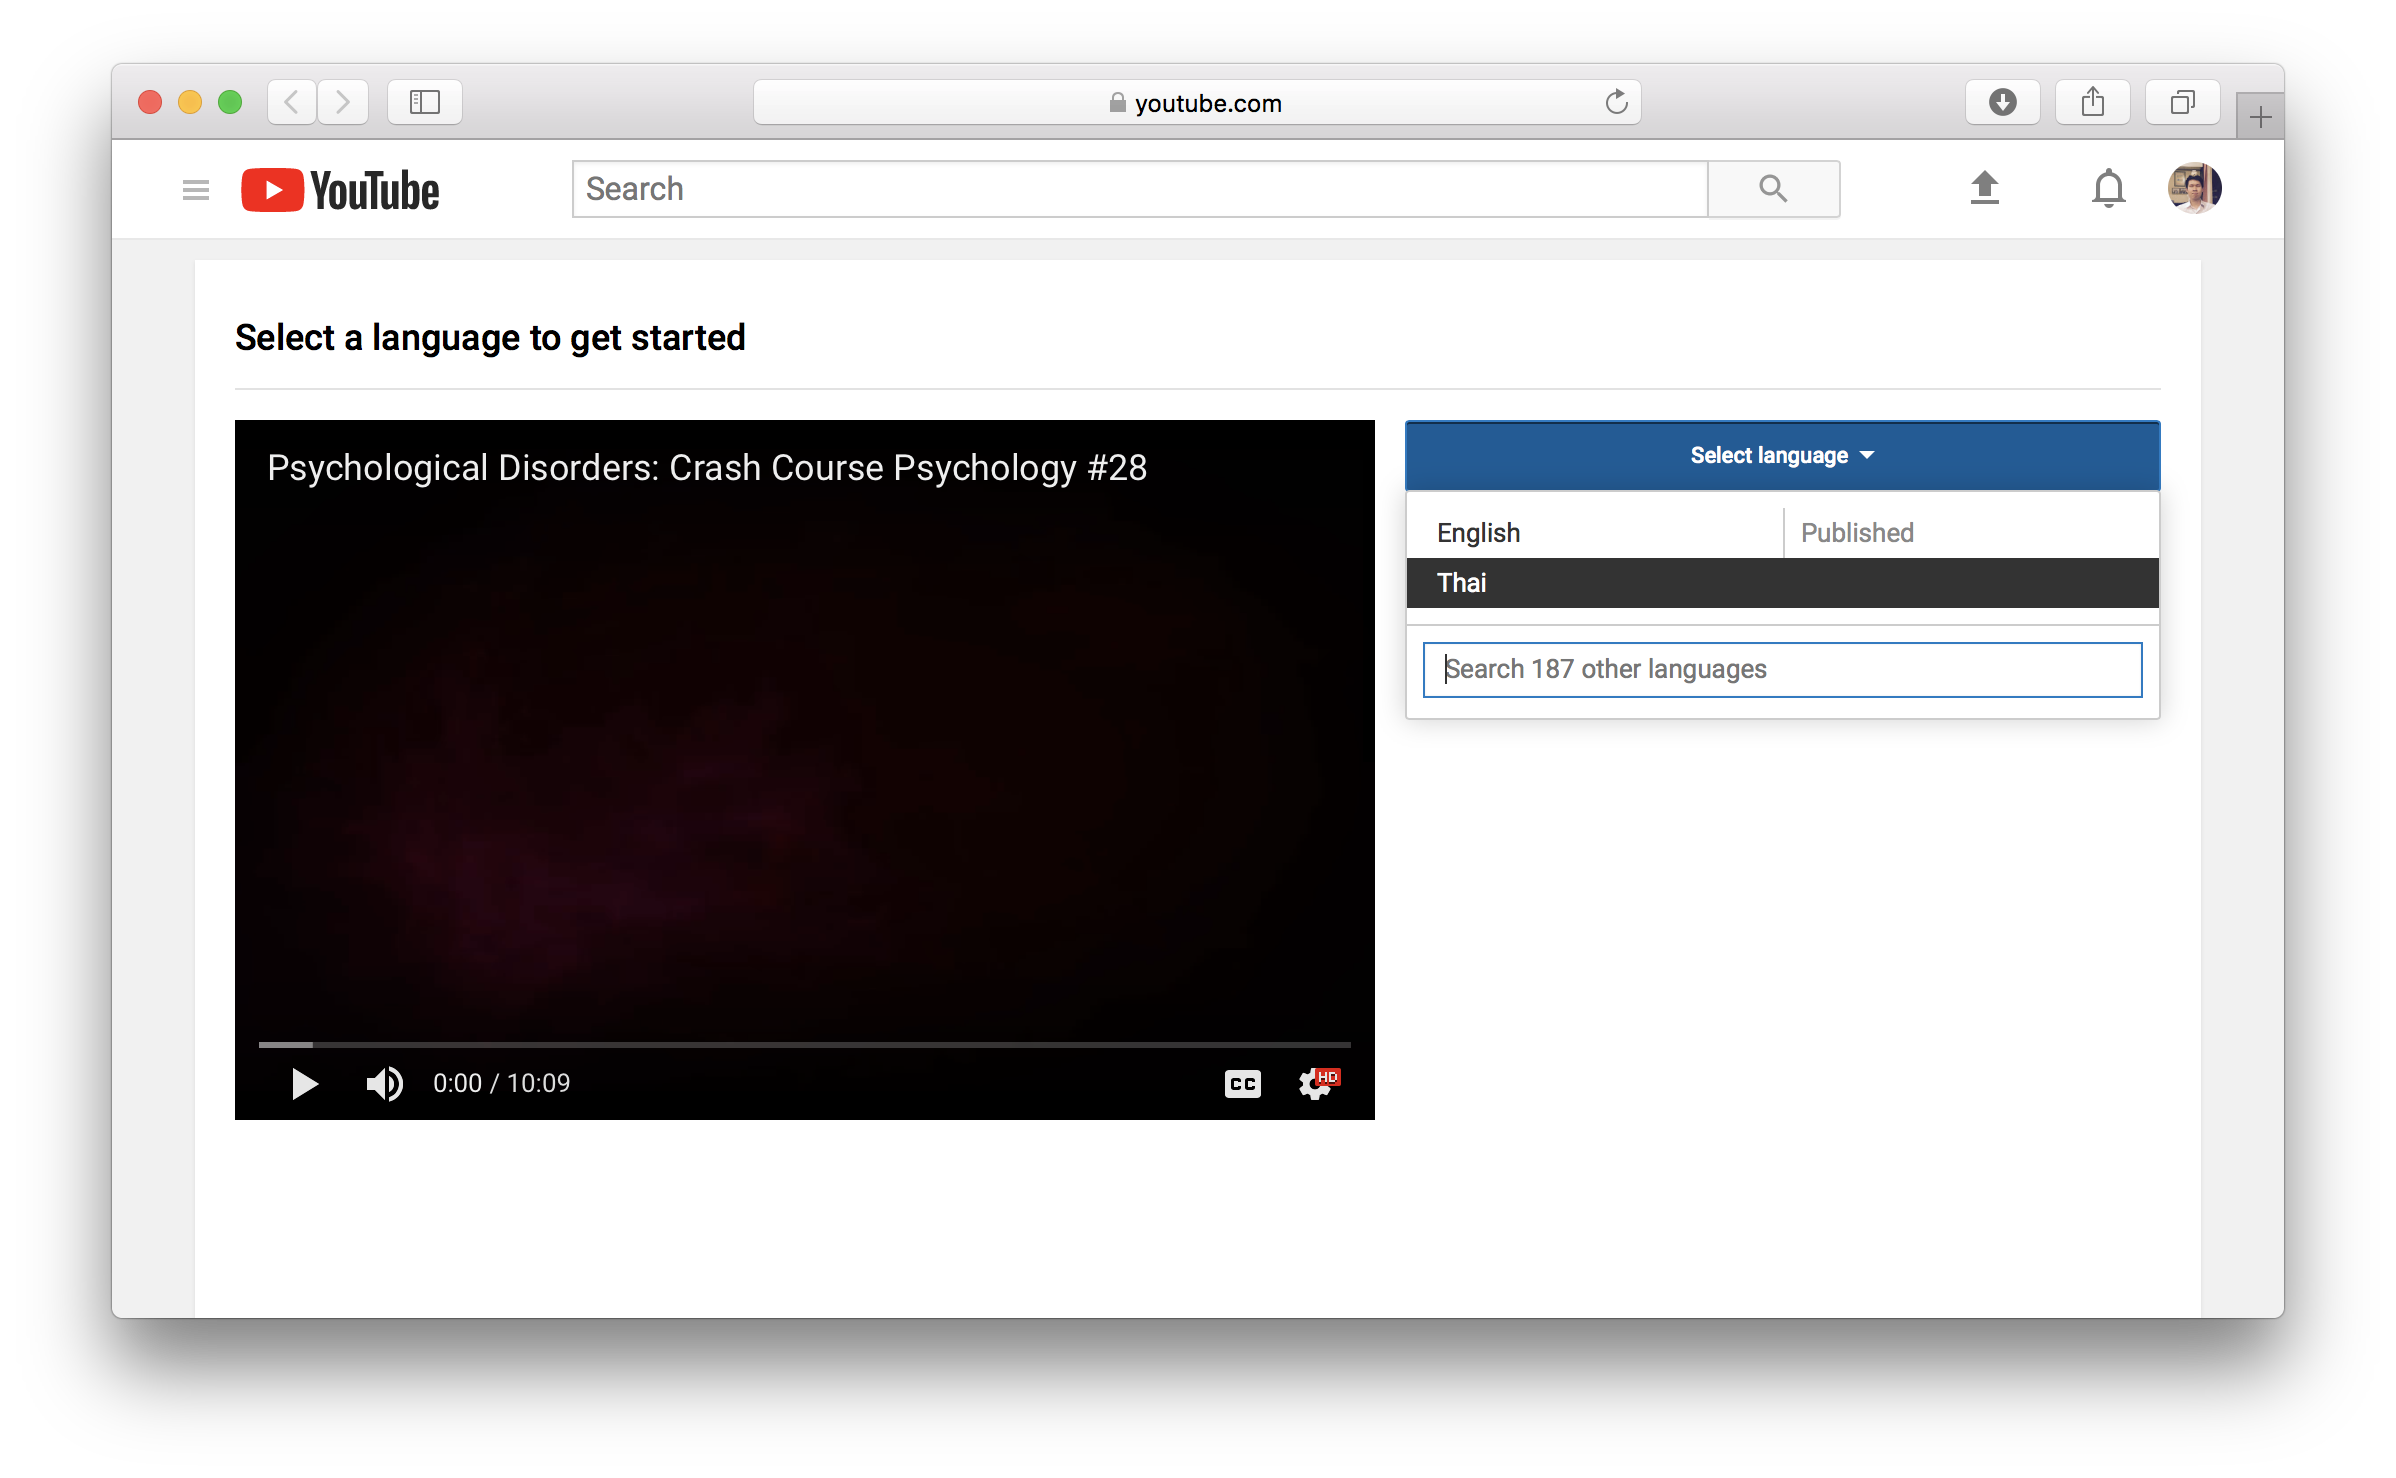 youtube.com
YouTube
Search
Select a language to get started
Psychological Disorders: Crash Course Psychology #28
Select language
English Published
Thai
Search 187 other languages
0:00 / 10:09
CC
HD